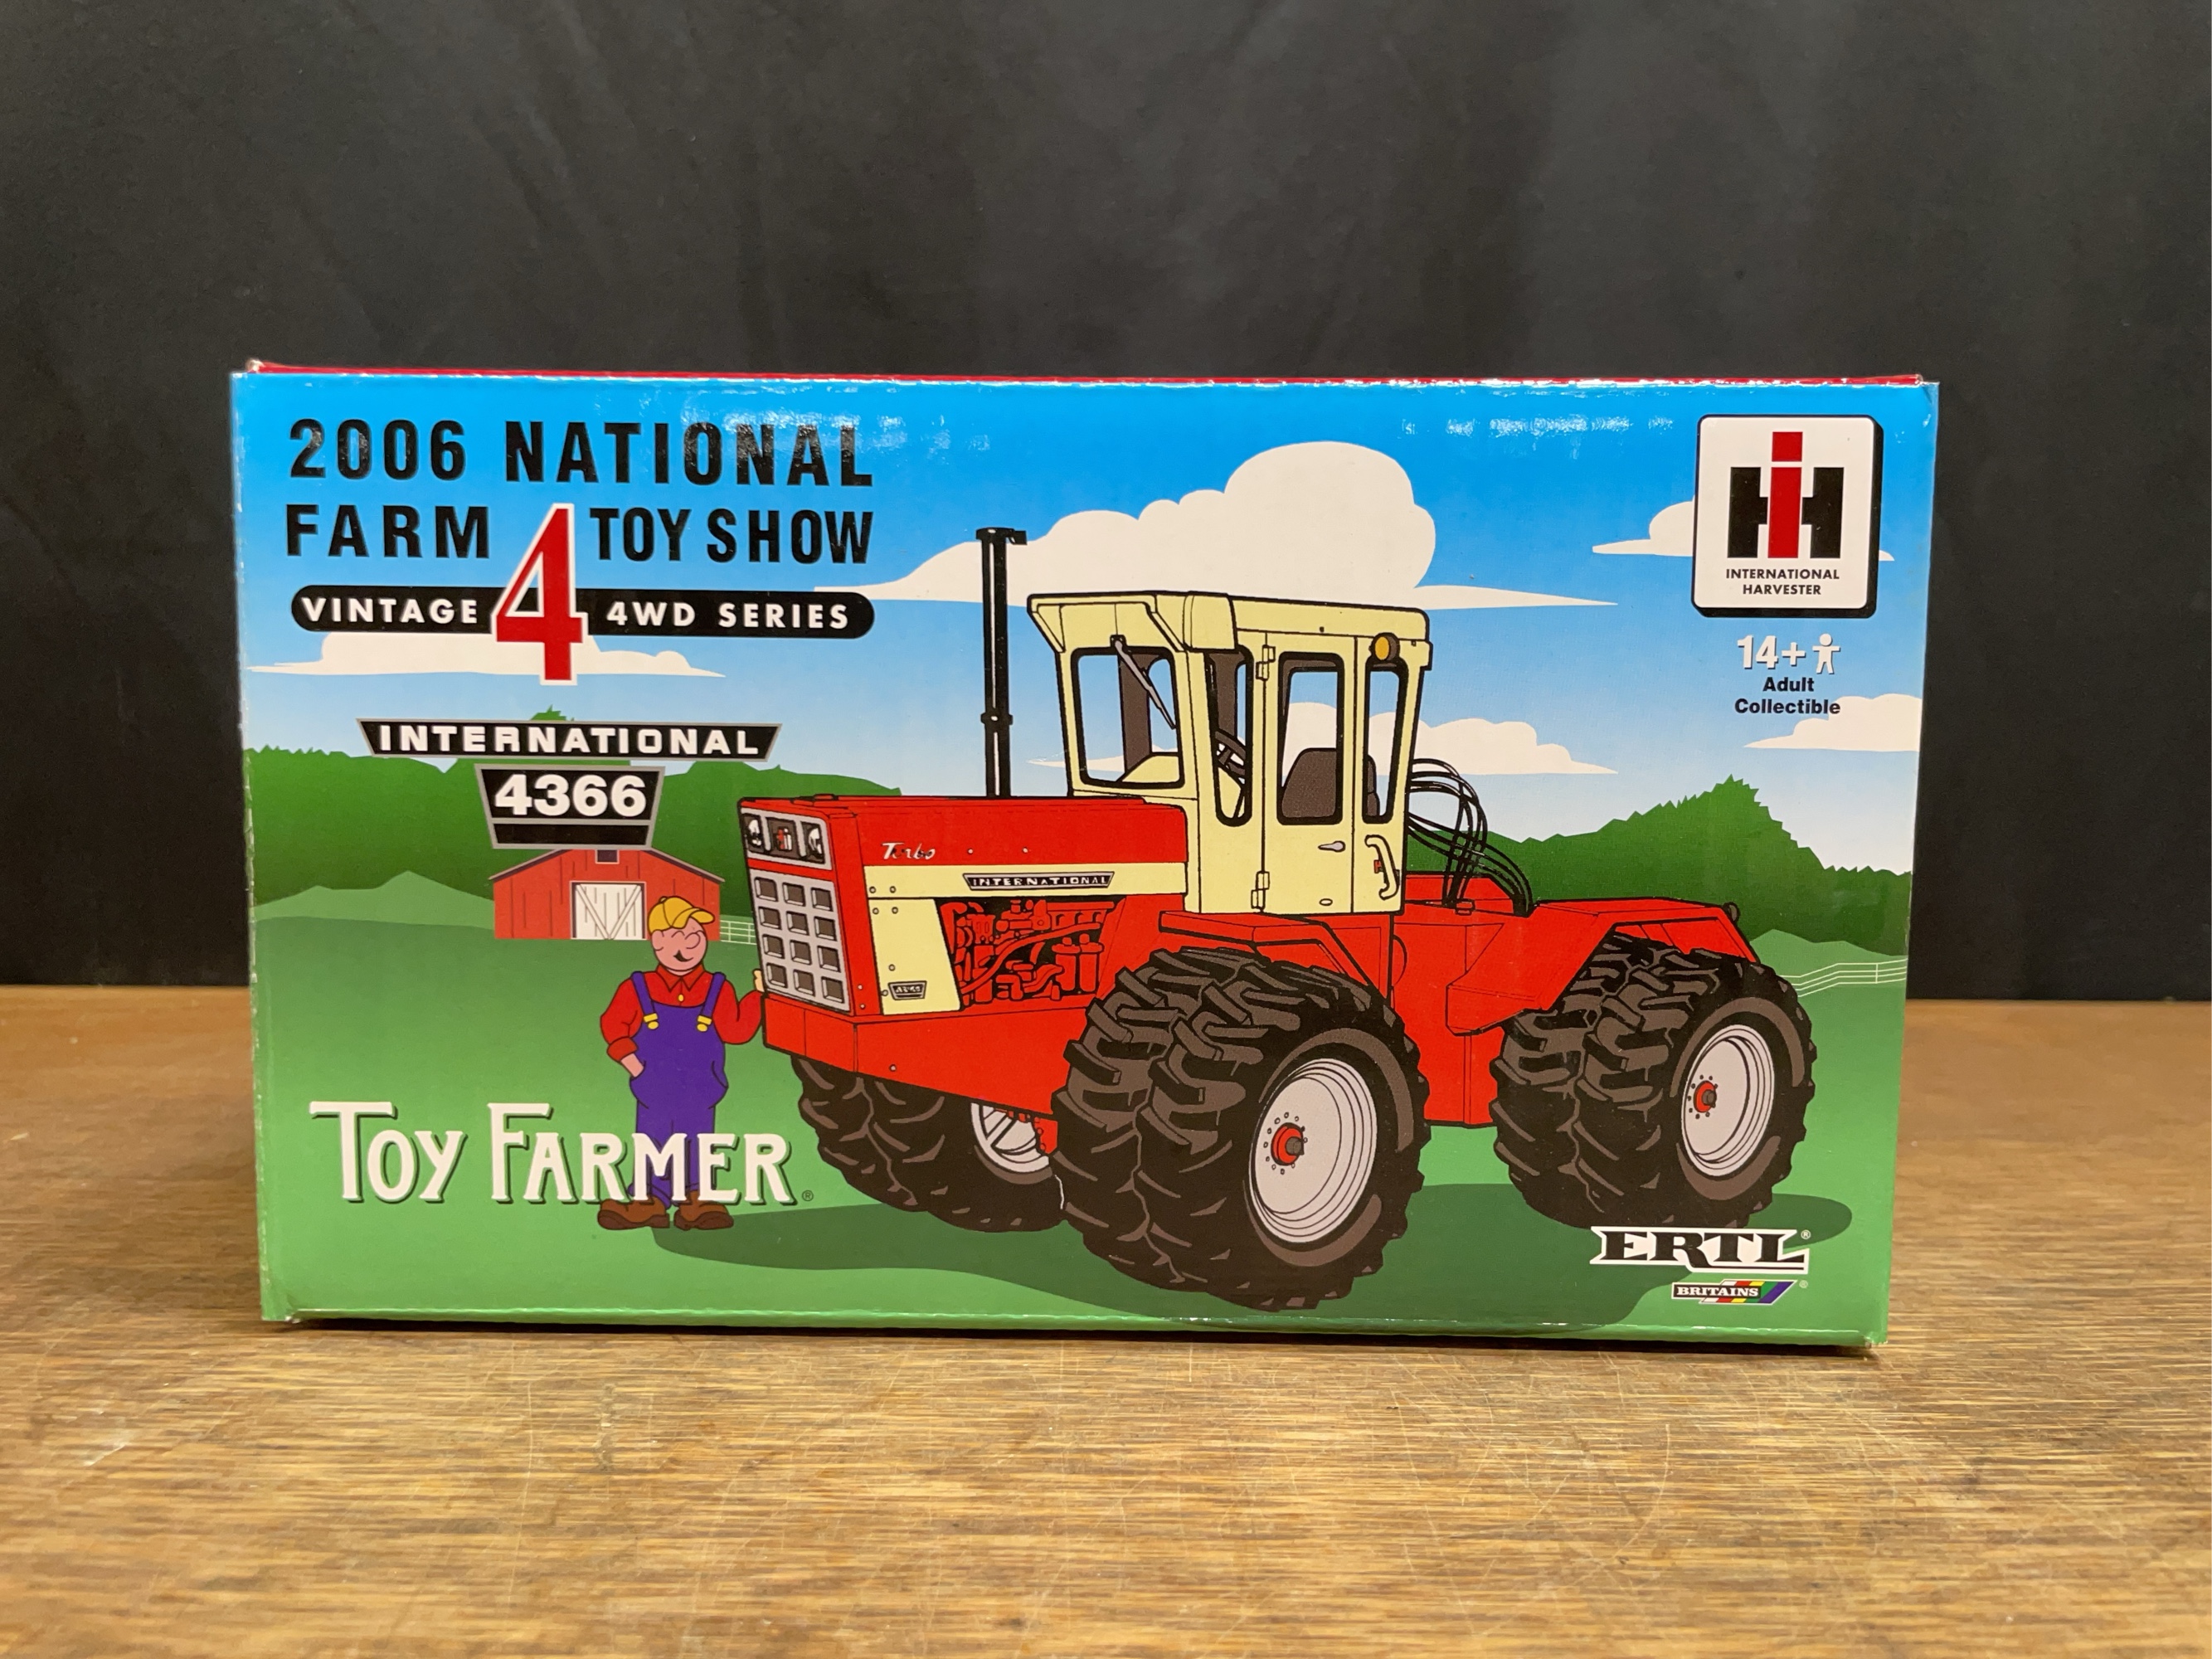 2006 NATIONAL
FARM TOY SHOW
VINTAGE 4 4WD SERIES
INTERNATIONAL
4366
TOY FARMER®
IH
INTERNATIONAL
HARVESTER
14+
Adult
Collectible
Turbo
INTERNATIONAL
ERTL®
BRITAINS®